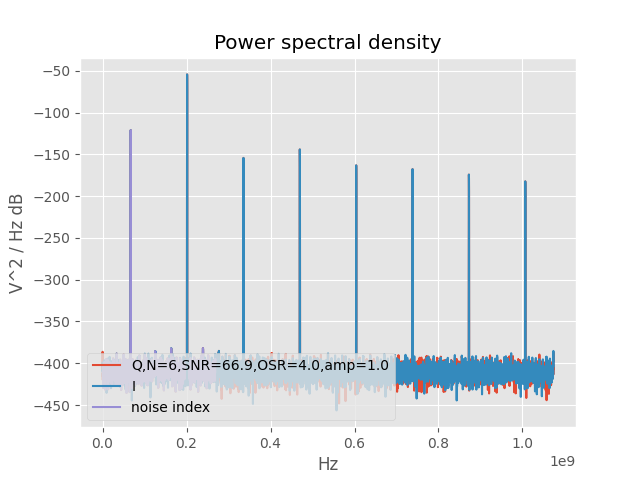 Power spectral density
V^2 / Hz dB
−50
−100
−150
−200
−250
−300
−350
−400
−450
Q,N=6,SNR=66.9,OSR=4.0,amp=1.0
I
noise index
0.0 0.2 0.4 0.6 0.8 1.0
1e9
Hz